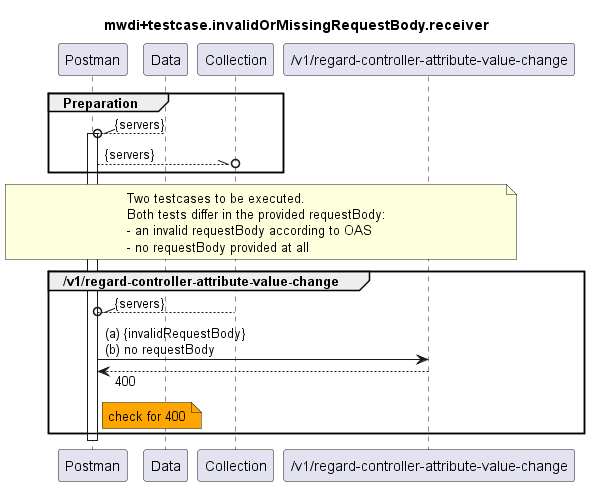 mwdi+testcase.invalidOrMissingRequestBody.receiver
Postman Data Collection /v1/regard-controller-attribute-value-change
Preparation
{servers}
{servers}
Two testcases to be executed.
Both tests differ in the provided requestBody:
- an invalid requestBody according to OAS
- no requestBody provided at all
/v1/regard-controller-attribute-value-change
{servers}
(a) {invalidRequestBody}
(b) no requestBody
400
check for 400
Postman Data Collection /v1/regard-controller-attribute-value-change